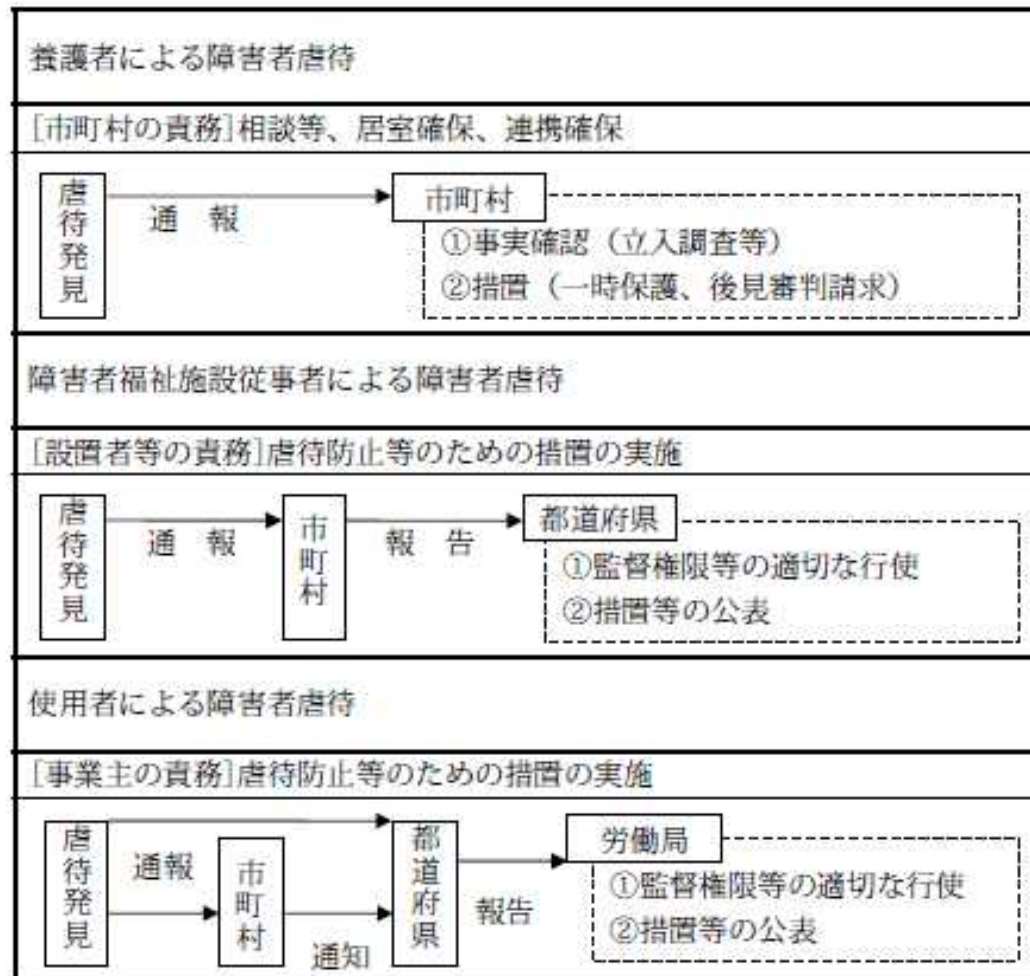 養護者による障害者虐待
[市町村の責務]相談等、居室確保、連携確保
虐待発見
通 報
市町村
①事実確認（立入調査等）
②措置（一時保護、後見審判請求）
障害者福祉施設従事者による障害者虐待
[設置者等の責務]虐待防止等のための措置の実施
虐待発見
通 報
市町村
報 告
都道府県
①監督権限等の適切な行使
②措置等の公表
使用者による障害者虐待
[事業主の責務]虐待防止等のための措置の実施
虐待発見
通報
市町村
通知
都道府県
報告
労働局
①監督権限等の適切な行使
②措置等の公表